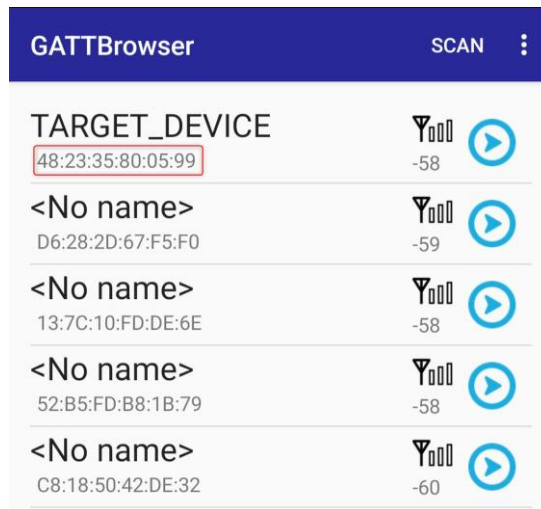 GATTBrowser SCAN
TARGET_DEVICE
48:23:35:80:05:99 -58
<No name>
D6:28:2D:67:F5:F0 -59
<No name>
13:7C:10:FD:DE:6E -58
<No name>
52:B5:FD:B8:1B:79 -58
<No name>
C8:18:50:42:DE:32 -60